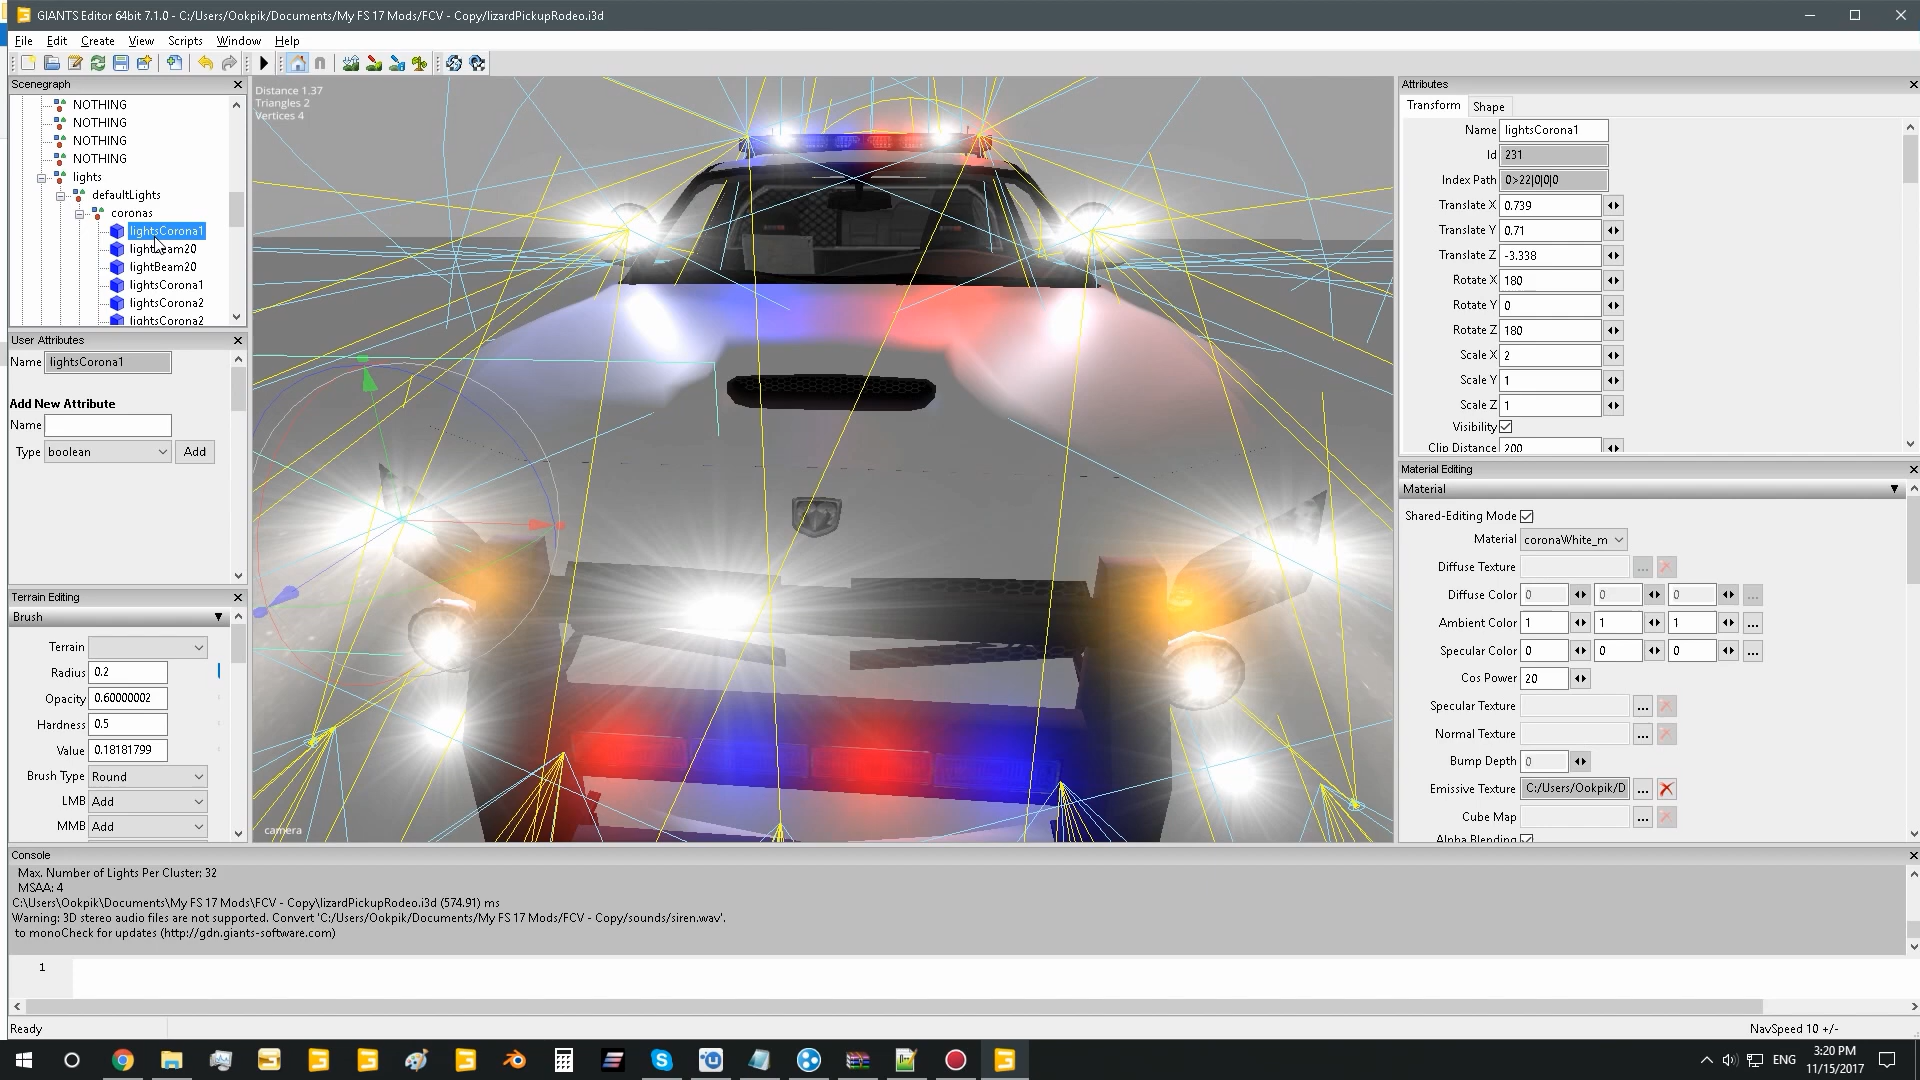 GIANTS Editor 64bit 7.1.0 - C:/Users/Ookpik/Documents/My FS 17 Mods/FCV - Copy/lizardPickupRodeo.i3d
File Edit Create View Scripts Window Help
Scenegraph
NOTHING
NOTHING
NOTHING
NOTHING
lights
defaultLights
coronas
lightsCorona1
lightBeam20
lightBeam20
lightsCorona1
lightsCorona2
lightsCorona2
User Attributes
Name lightsCorona1
Add New Attribute
Name
Type boolean Add
Terrain Editing
Brush
Terrain
Radius 0.2
Opacity 0.60000002
Hardness 0.5
Value 0.18181799
Brush Type Round
LMB Add
MMB Add
Distance 1.37
Triangles 2
Vertices 4
camera
Attributes
Transform Shape
Name lightsCorona1
Id 231
Index Path 0>22|0|0|0
Translate X 0.739
Translate Y 0.71
Translate Z -3.338
Rotate X 180
Rotate Y 0
Rotate Z 180
Scale X 2
Scale Y 1
Scale Z 1
Visibility
Clip Distance 200
Material Editing
Material
Shared-Editing Mode
Material coronaWhite_m
Diffuse Texture ...
Diffuse Color 0 0 0 ...
Ambient Color 1 1 1 ...
Specular Color 0 0 0 ...
Cos Power 20
Specular Texture ...
Normal Texture ...
Bump Depth 0
Emissive Texture C:/Users/Ookpik/D ...
Cube Map ...
Alpha Blending
Console
Max. Number of Lights Per Cluster: 32
MSAA: 4
C:\Users\Ookpik\Documents\My FS 17 Mods\FCV - Copy\lizardPickupRodeo.i3d (574.91) ms
Warning: 3D stereo audio files are not supported. Convert 'C:/Users/Ookpik/Documents/My FS 17 Mods/FCV - Copy/sounds/siren.wav'.
to monoCheck for updates (http://gdn.giants-software.com)
1
Ready
NavSpeed 10 +/-
ENG
3:20 PM
11/15/2017